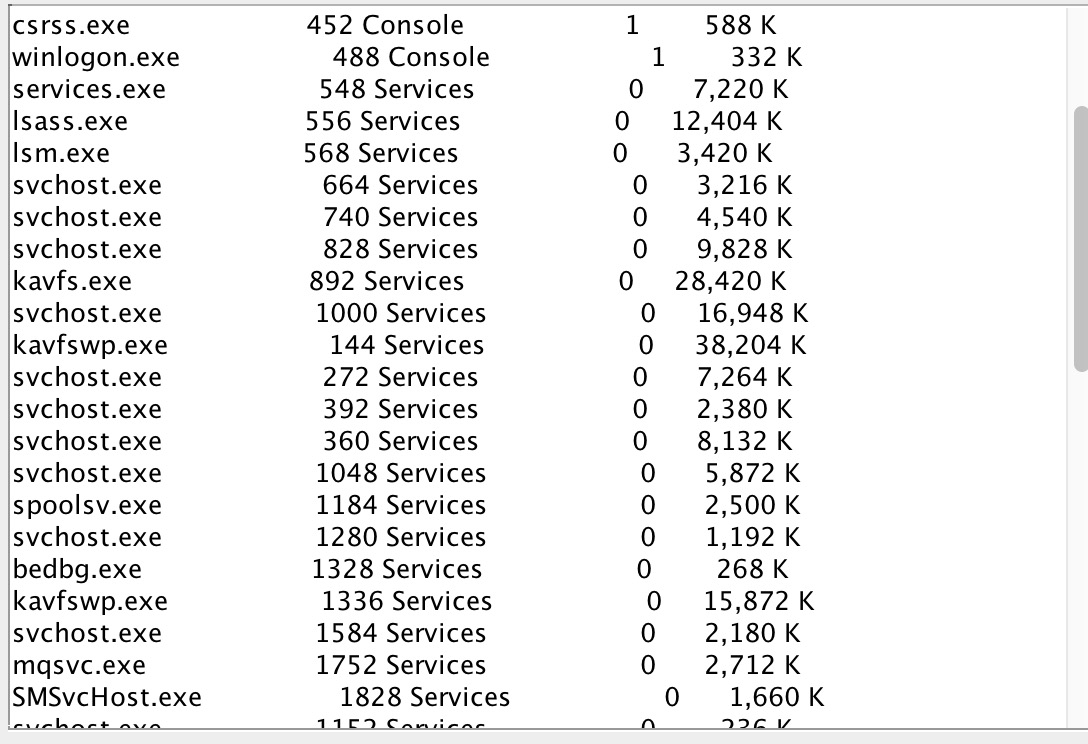 csrss.exe 452 Console 1 588 K
winlogon.exe 488 Console 1 332 K
services.exe 548 Services 0 7,220 K
lsass.exe 556 Services 0 12,404 K
lsm.exe 568 Services 0 3,420 K
svchost.exe 664 Services 0 3,216 K
svchost.exe 740 Services 0 4,540 K
svchost.exe 828 Services 0 9,828 K
kavfs.exe 892 Services 0 28,420 K
svchost.exe 1000 Services 0 16,948 K
kavfswp.exe 144 Services 0 38,204 K
svchost.exe 272 Services 0 7,264 K
svchost.exe 392 Services 0 2,380 K
svchost.exe 360 Services 0 8,132 K
svchost.exe 1048 Services 0 5,872 K
spoolsv.exe 1184 Services 0 2,500 K
svchost.exe 1280 Services 0 1,192 K
bedbg.exe 1328 Services 0 268 K
kavfswp.exe 1336 Services 0 15,872 K
svchost.exe 1584 Services 0 2,180 K
mqsvc.exe 1752 Services 0 2,712 K
SMSvcHost.exe 1828 Services 0 1,660 K
svchost.exe Services 0 K